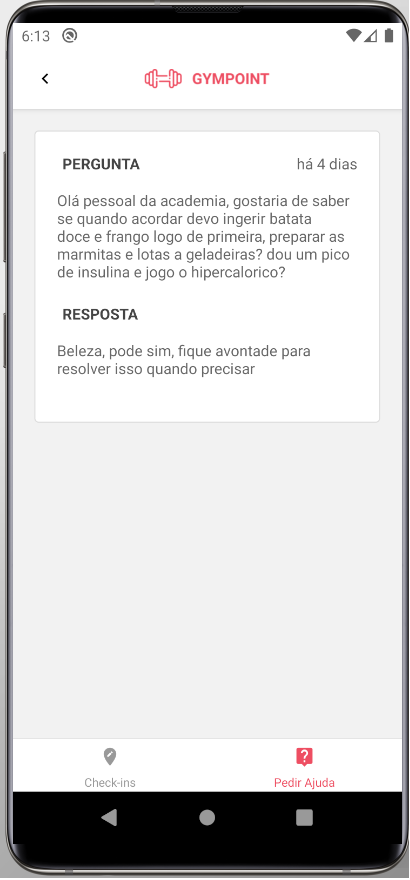 6:13
GYMPOINT
PERGUNTA
há 4 dias
Olá pessoal da academia, gostaria de saber
se quando acordar devo ingerir batata
doce e frango logo de primeira, preparar as
marmitas e lotas a geladeiras? dou um pico
de insulina e jogo o hipercalorico?
RESPOSTA
Beleza, pode sim, fique avontade para
resolver isso quando precisar
Check-ins
Pedir Ajuda